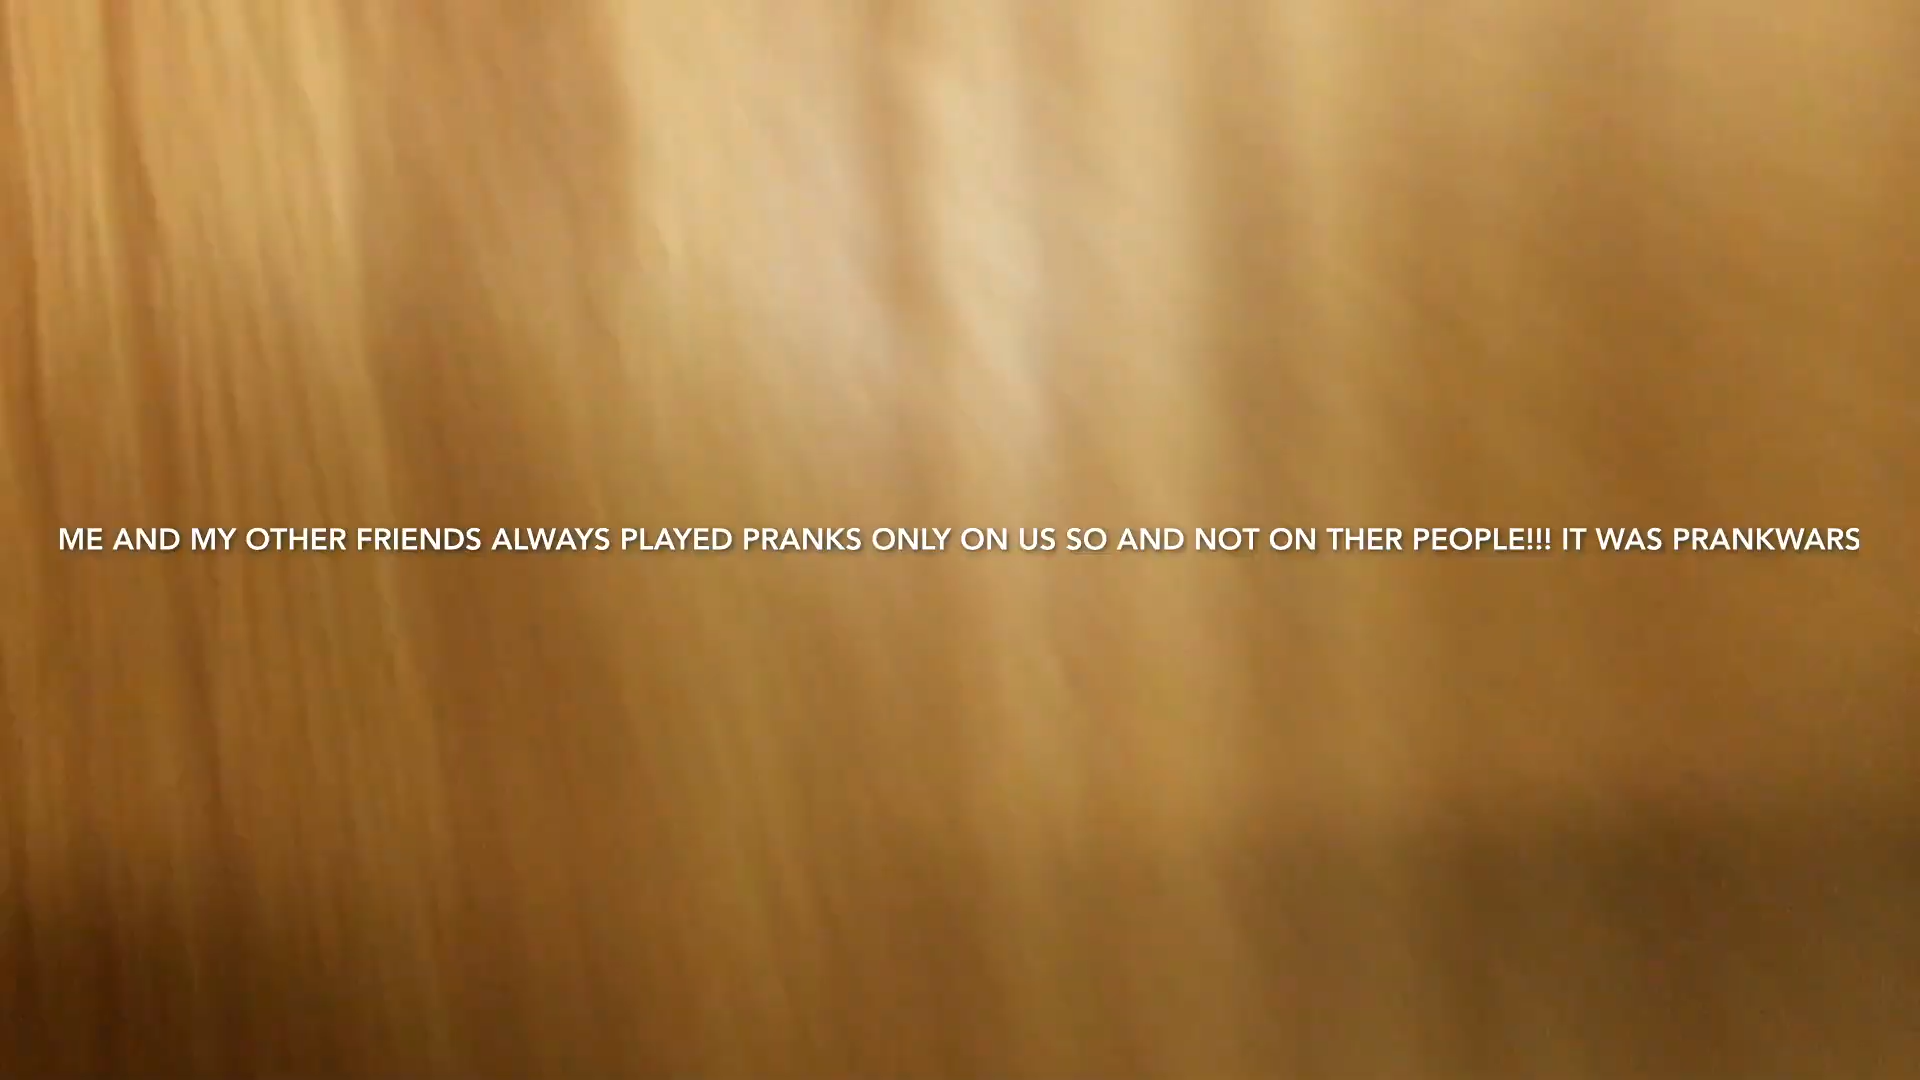 ME AND MY OTHER FRIENDS ALWAYS PLAYED PRANKS ONLY ON US SO AND NOT ON THER PEOPLE!!! IT WAS PRANKWARS